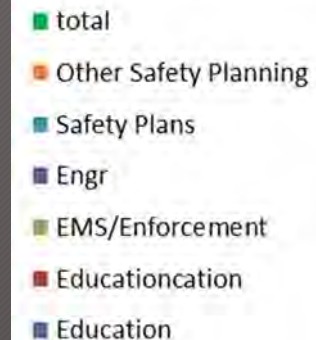 total
Other Safety Planning
Safety Plans
Engr
EMS/Enforcement
Educationcation
Education